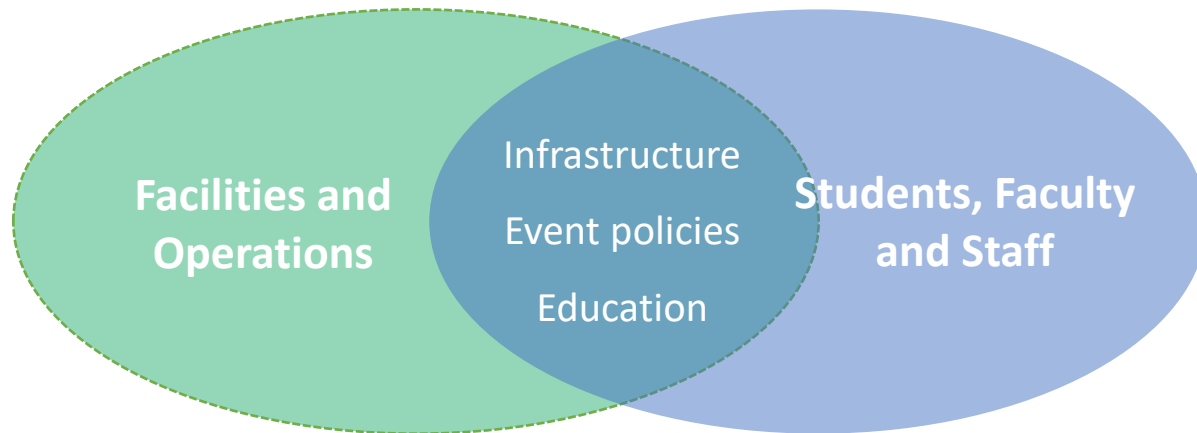 Facilities and
Operations
Infrastructure
Event policies
Education
Students, Faculty
and Staff